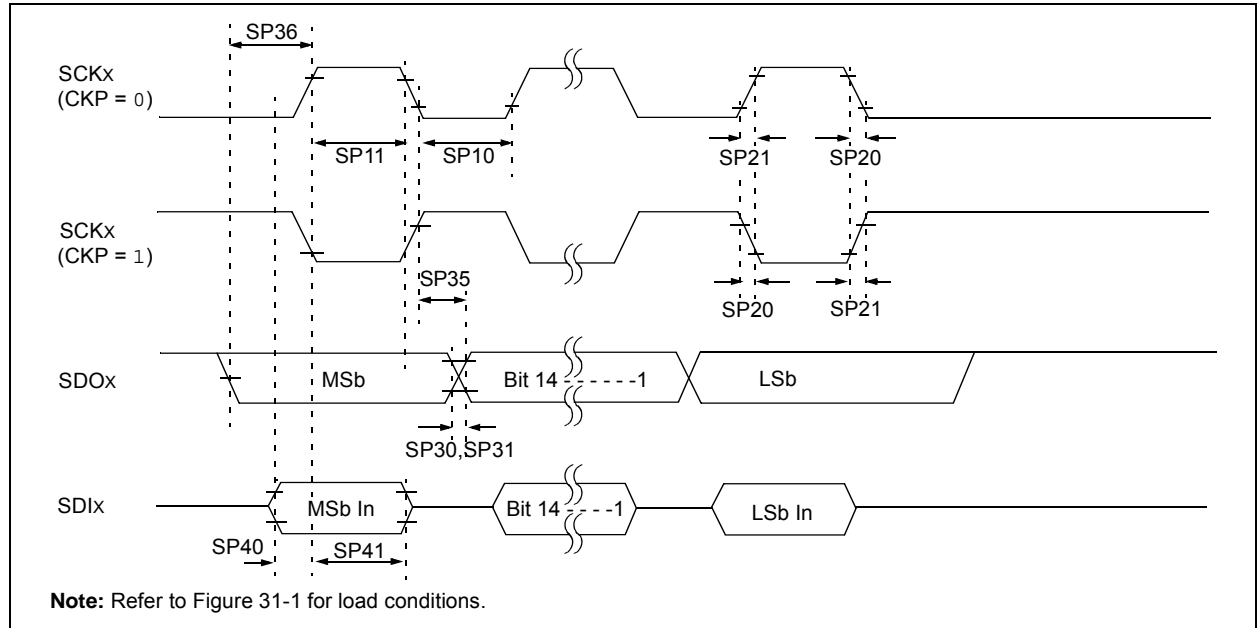 SP36
SCKx
(CKP = 0)
SP11
SP10
SP21
SP20
SCKx
(CKP = 1)
SP35
SP20
SP21
SDOx
MSb
Bit 14 - - - - - -1
LSb
SP30,SP31
SDIx
MSb In
Bit 14 - - - -1
LSb In
SP40
SP41
Note: Refer to Figure 31-1 for load conditions.